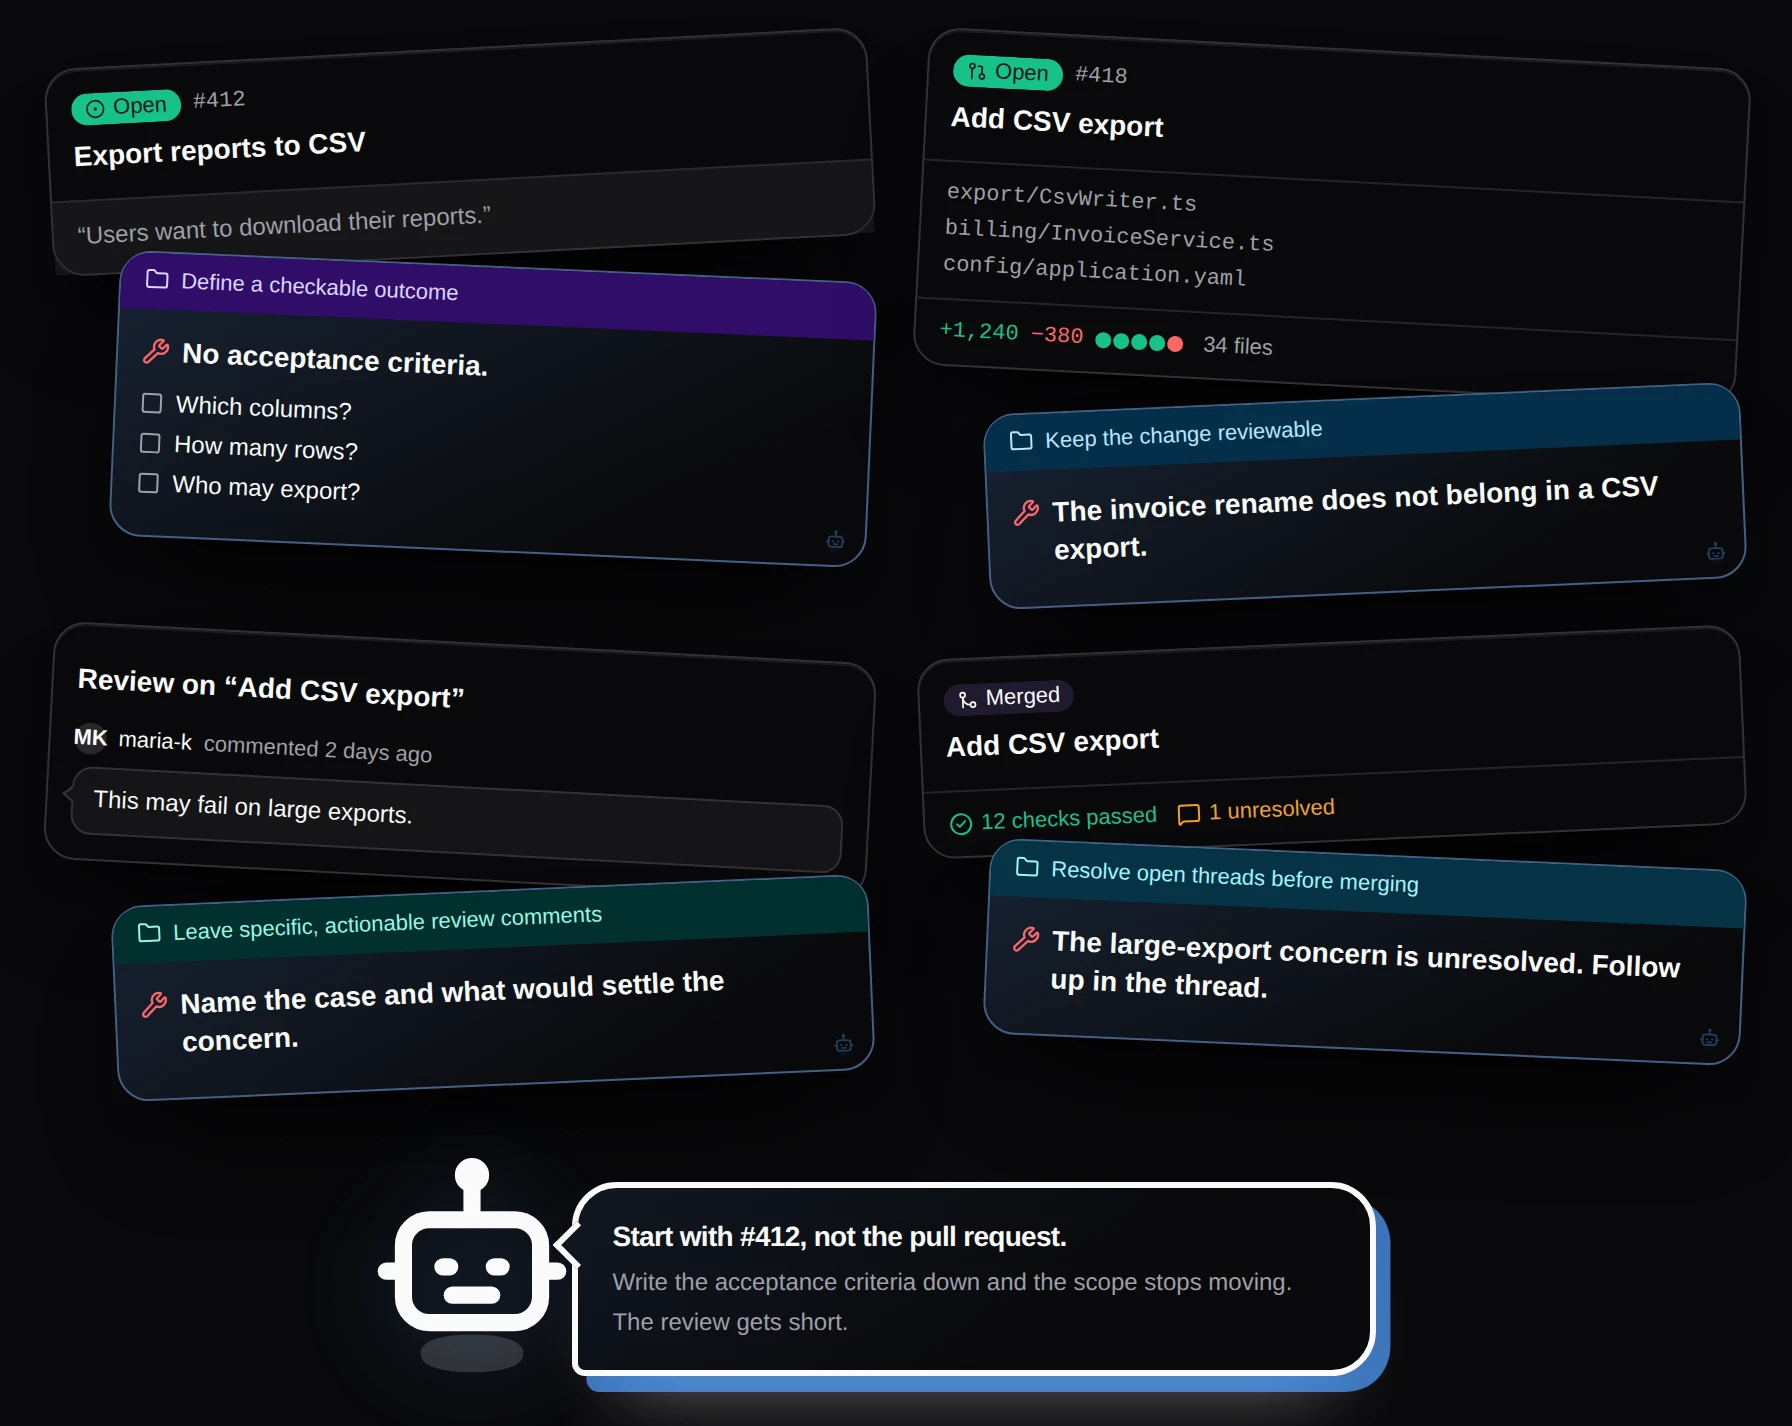 Open #412
Export reports to CSV
“Users want to download their reports.”
Define a checkable outcome
No acceptance criteria.
Which columns?
How many rows?
Who may export?
Open #418
Add CSV export
export/CsvWriter.ts
billing/InvoiceService.ts
config/application.yaml
+1,240 −380 34 files
Keep the change reviewable
The invoice rename does not belong in a CSV
export.
Review on “Add CSV export”
MK maria-k commented 2 days ago
This may fail on large exports.
Leave specific, actionable review comments
Name the case and what would settle the
concern.
Merged
Add CSV export
12 checks passed 1 unresolved
Resolve open threads before merging
The large-export concern is unresolved. Follow
up in the thread.
Start with #412, not the pull request.
Write the acceptance criteria down and the scope stops moving.
The review gets short.